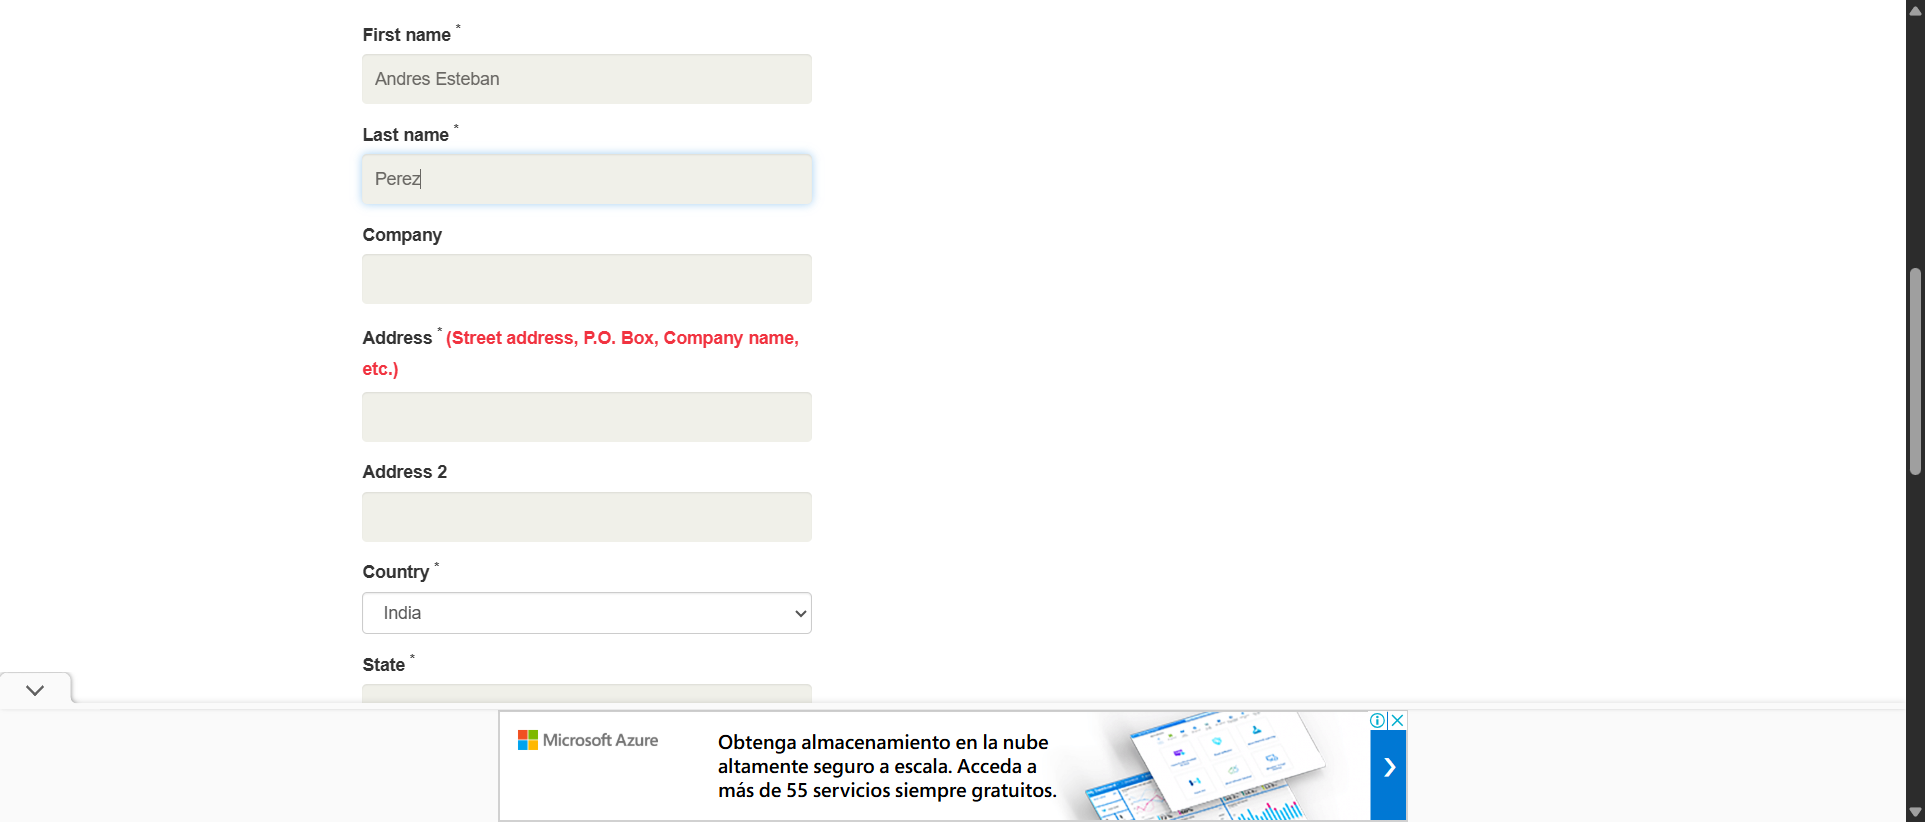 First name *
Andres Esteban
Last name *
Perez
Company
Address * (Street address, P.O. Box, Company name,
etc.)
Address 2
Country *
India
State *
Microsoft Azure
Obtenga almacenamiento en la nube
altamente seguro a escala. Acceda a
más de 55 servicios siempre gratuitos.